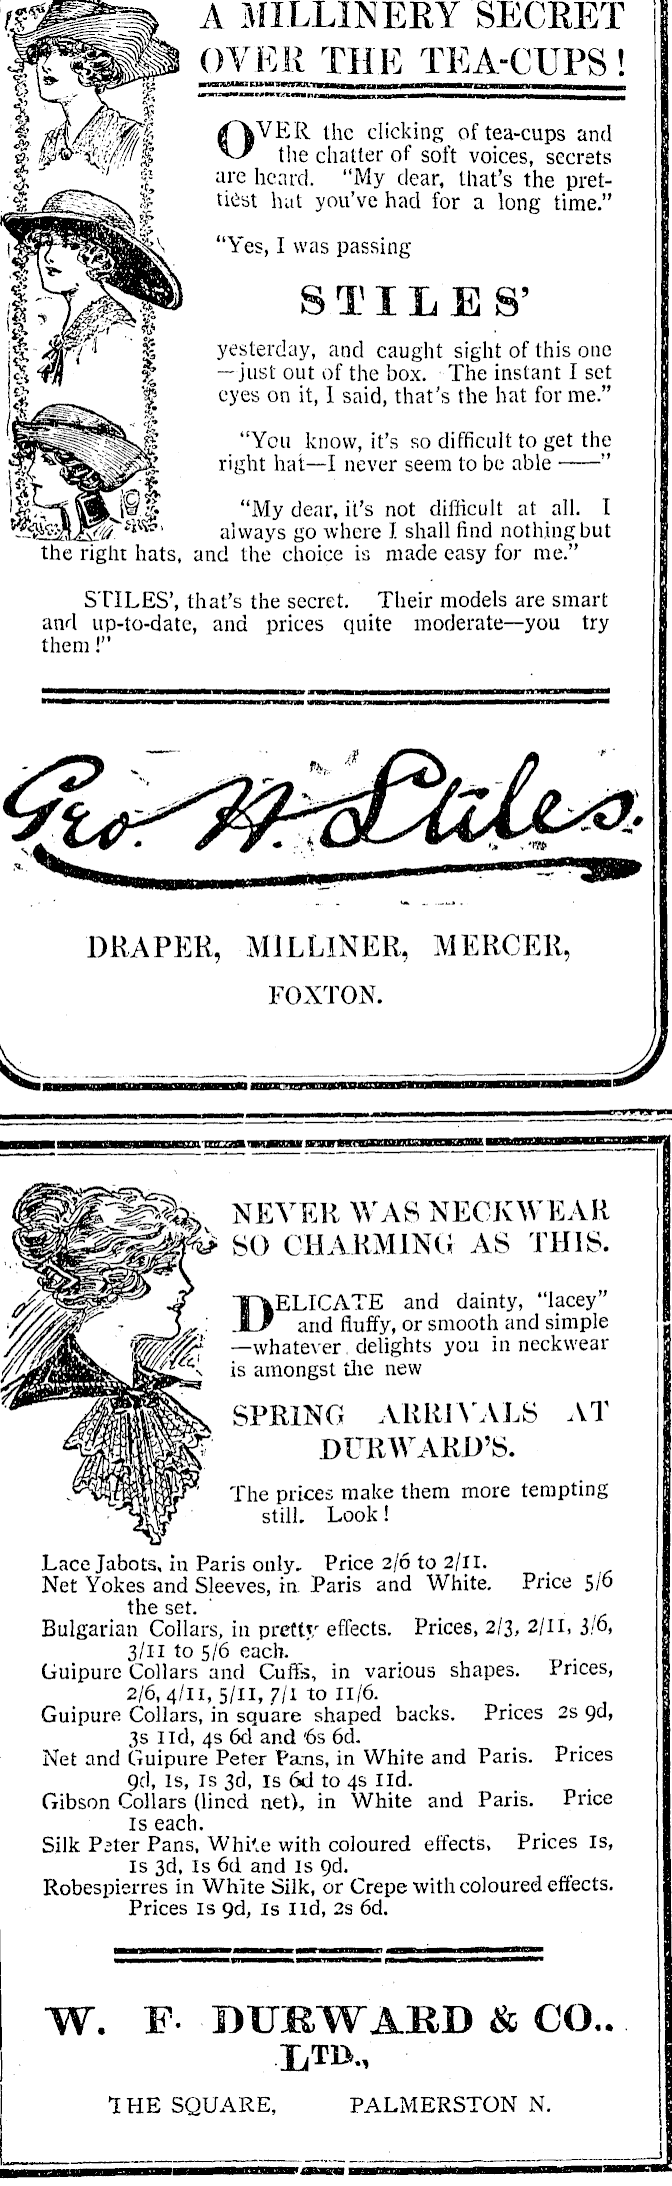 A MILLINERY SECRET
OVER THE TEA-CUPS!
OVER the clicking of tea-cups and
the chatter of soft voices, secrets
are heard. "My dear, that's the pret-
tiest hat you've had for a long time."
"Yes, I was passing
STILES'
yesterday, and caught sight of this one
—just out of the box. The instant I set
eyes on it, I said, that's the hat for me."
"You know, it's so difficult to get the
right hat—I never seem to be able ——"
"My dear, it's not difficult at all. I
always go where I shall find nothing but
the right hats, and the choice is made easy for me."
STILES', that's the secret. Their models are smart
and up-to-date, and prices quite moderate—you try
them!"
Geo. H. Stiles.
DRAPER, MILLINER, MERCER,
FOXTON.
NEVER WAS NECKWEAR
SO CHARMING AS THIS.
DELICATE and dainty, "lacey"
and fluffy, or smooth and simple
—whatever delights you in neckwear
is amongst the new
SPRING ARRIVALS AT
DURWARD'S.
The prices make them more tempting
still. Look!
Lace Jabots, in Paris only. Price 2/6 to 2/11.
Net Yokes and Sleeves, in Paris and White. Price 5/6
the set.
Bulgarian Collars, in pretty effects. Prices, 2/3, 2/11, 3/6,
3/11 to 5/6 each.
Guipure Collars and Cuffs, in various shapes. Prices,
2/6, 4/11, 5/11, 7/1 to 11/6.
Guipure Collars, in square shaped backs. Prices 2s 9d,
3s 11d, 4s 6d and 6s 6d.
Net and Guipure Peter Pans, in White and Paris. Prices
9d, 1s, 1s 3d, 1s 6d to 4s 11d.
Gibson Collars (lined net), in White and Paris. Price
1s each.
Silk Peter Pans, White with coloured effects, Prices 1s,
1s 3d, 1s 6d and 1s 9d.
Robespierres in White Silk, or Crepe with coloured effects.
Prices 1s 9d, 1s 11d, 2s 6d.
W. F. DURWARD & CO..
LTD.,
THE SQUARE, PALMERSTON N.